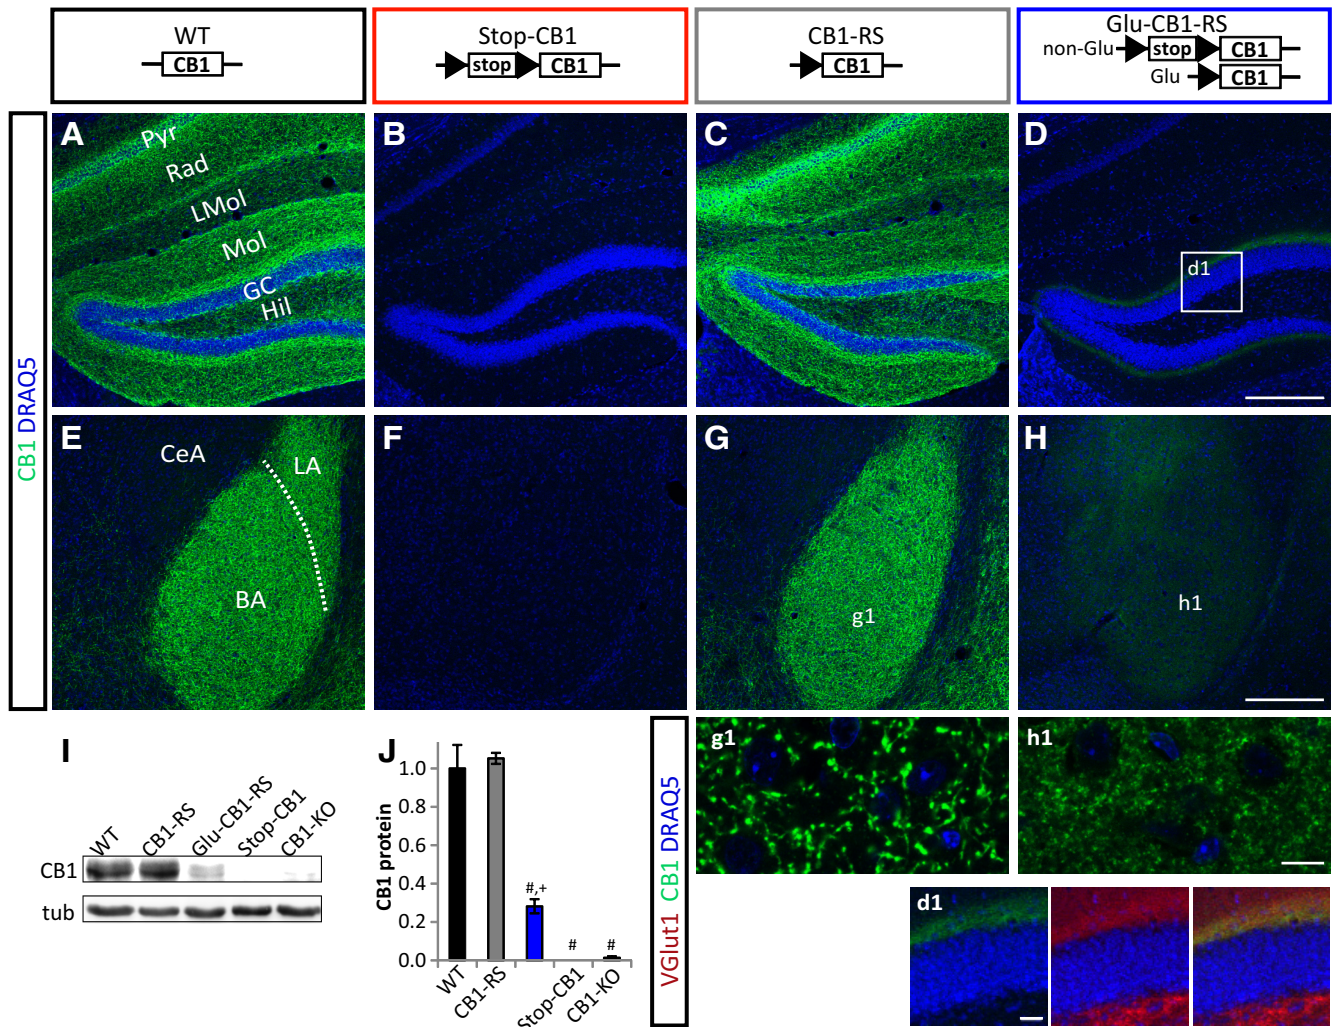 WT
CB1
Stop-CB1
stop CB1
CB1-RS
CB1
Glu-CB1-RS
non-Glu stop CB1
Glu CB1
CB1 DRAQ5
A
Pyr
Rad
LMol
Mol
GC
Hil
B
C
D
d1
E
CeA
LA
BA
F
G
g1
H
h1
I
WT
CB1-RS
Glu-CB1-RS
Stop-CB1
CB1-KO
CB1
tub
J
CB1 protein
1.0
0.8
0.6
0.4
0.2
0.0
#,+
#
#
WT
CB1-RS
Stop-CB1
CB1-KO
VGlut1 CB1 DRAQ5
g1
h1
d1